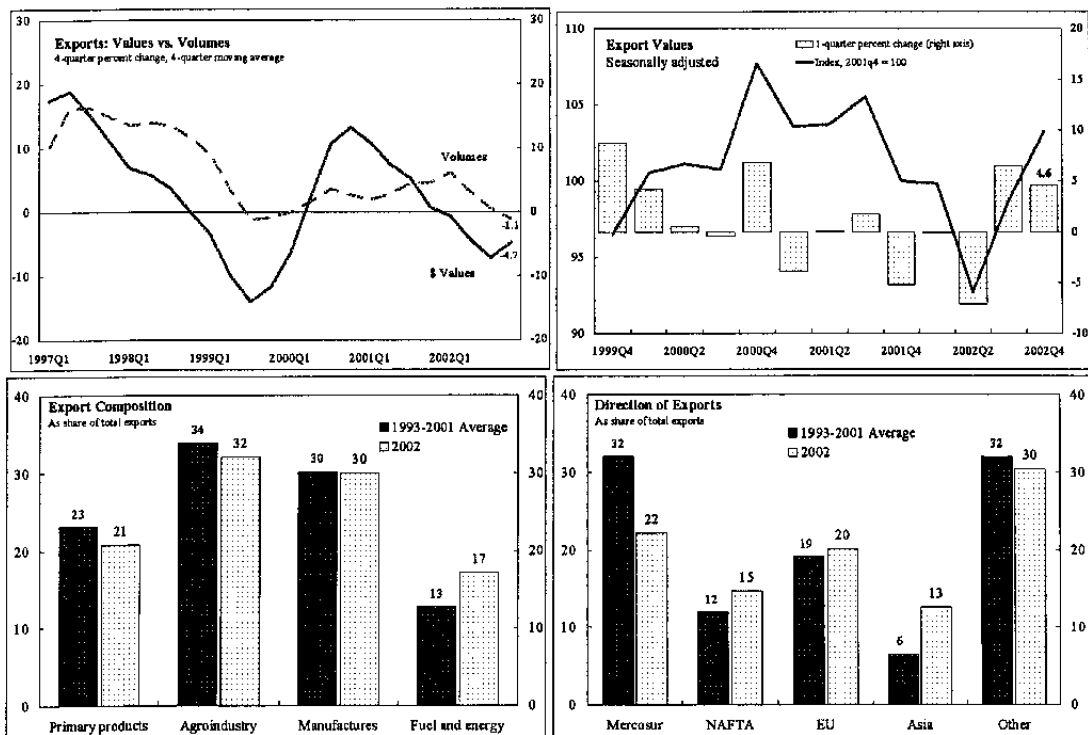 Exports: Values vs. Volumes
4-quarter percent change, 4-quarter moving average
30
20
10
0
-10
-20
30
20
10
0
-10
-20
Volumes
$ Values
-1.1
-4.7
1997Q1 1998Q1 1999Q1 2000Q1 2001Q1 2002Q1
Export Values
Seasonally adjusted
1-quarter percent change (right axis)
Index, 2001q4 = 100
110
105
100
95
90
20
15
10
5
0
-5
-10
4.6
1999Q4 2000Q2 2000Q4 2001Q2 2001Q4 2002Q2 2002Q4
Export Composition
As share of total exports
1993-2001 Average
2002
40
30
20
10
0
40
30
20
10
0
23 21 34 32 30 30 13 17
Primary products Agroindustry Manufactures Fuel and energy
Direction of Exports
As share of total exports
1993-2001 Average
2002
40
30
20
10
0
40
30
20
10
0
32 22 12 15 19 20 6 13 32 30
Mercosur NAFTA EU Asia Other